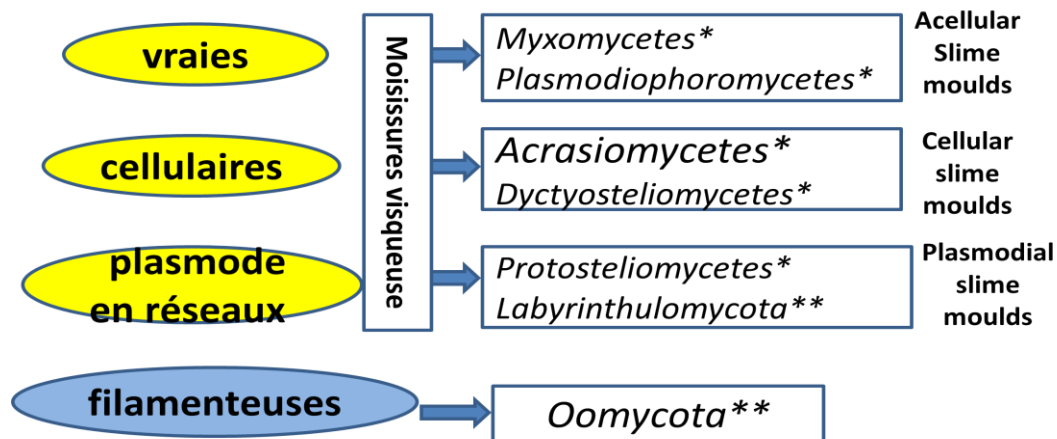 vraies
cellulaires
plasmode
en réseaux
filamenteuses
Moisissures visqueuse
Myxomycetes*
Plasmodiophoromycetes*
Acrasiomycetes*
Dyctyosteliomycetes*
Protosteliomycetes*
Labyrinthulomycota**
Oomycota**
Acellular
Slime
moulds
Cellular
slime
moulds
Plasmodial
slime
moulds